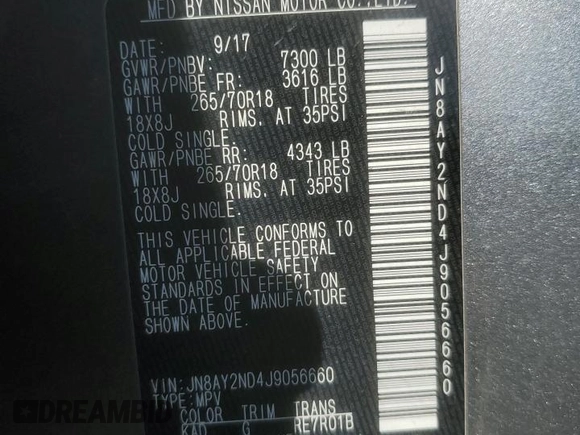 MFD BY NISSAN MOTOR CO.,LTD.
DATE: 9/17
GVWR/PNBV: 7300 LB
GAWR/PNBE FR: 3616 LB
WITH 265/70R18 TIRES
18X8J RIMS, AT 35PSI
COLD SINGLE.
GAWR/PNBE RR: 4343 LB
WITH 265/70R18 TIRES
18X8J RIMS, AT 35PSI
COLD SINGLE.
THIS VEHICLE CONFORMS TO
ALL APPLICABLE FEDERAL
MOTOR VEHICLE SAFETY
STANDARDS IN EFFECT ON
THE DATE OF MANUFACTURE
SHOWN ABOVE.
VIN: JN8AY2ND4J9056660
TYPE: MPV
COLOR TRIM TRANS
KAD G RE7R01B
JN8AY2ND4J9056660
DREAMBID